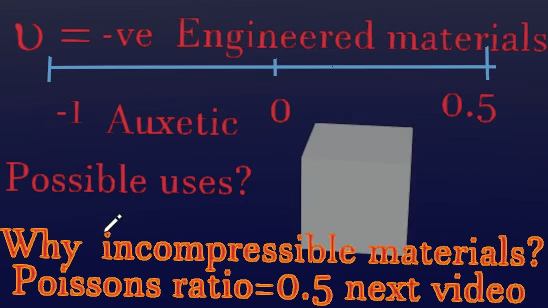 υ = -ve Engineered materials
-1 Auxetic 0 0.5
Possible uses?
Why incompressible materials?
Poissons ratio=0.5 next video